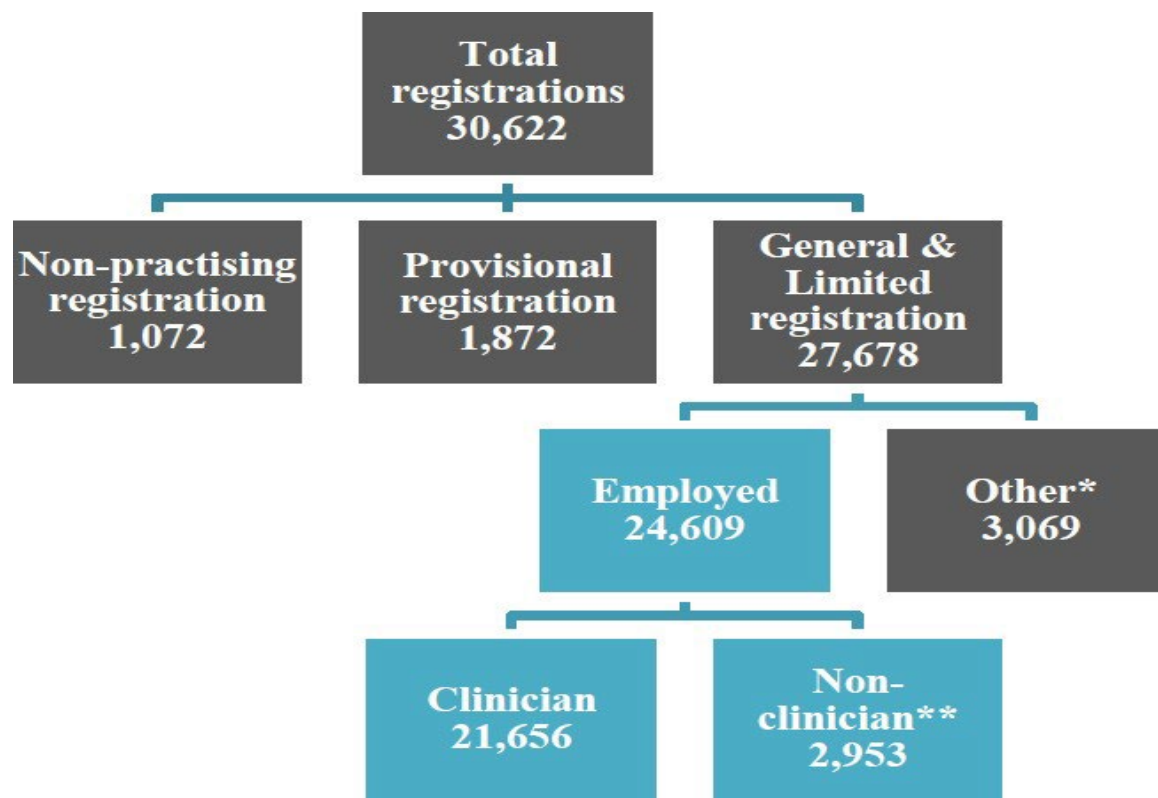 Total
registrations
30,622
Non-practising
registration
1,072
Provisional
registration
1,872
General &
Limited
registration
27,678
Employed
24,609
Other*
3,069
Clinician
21,656
Non-
clinician**
2,953